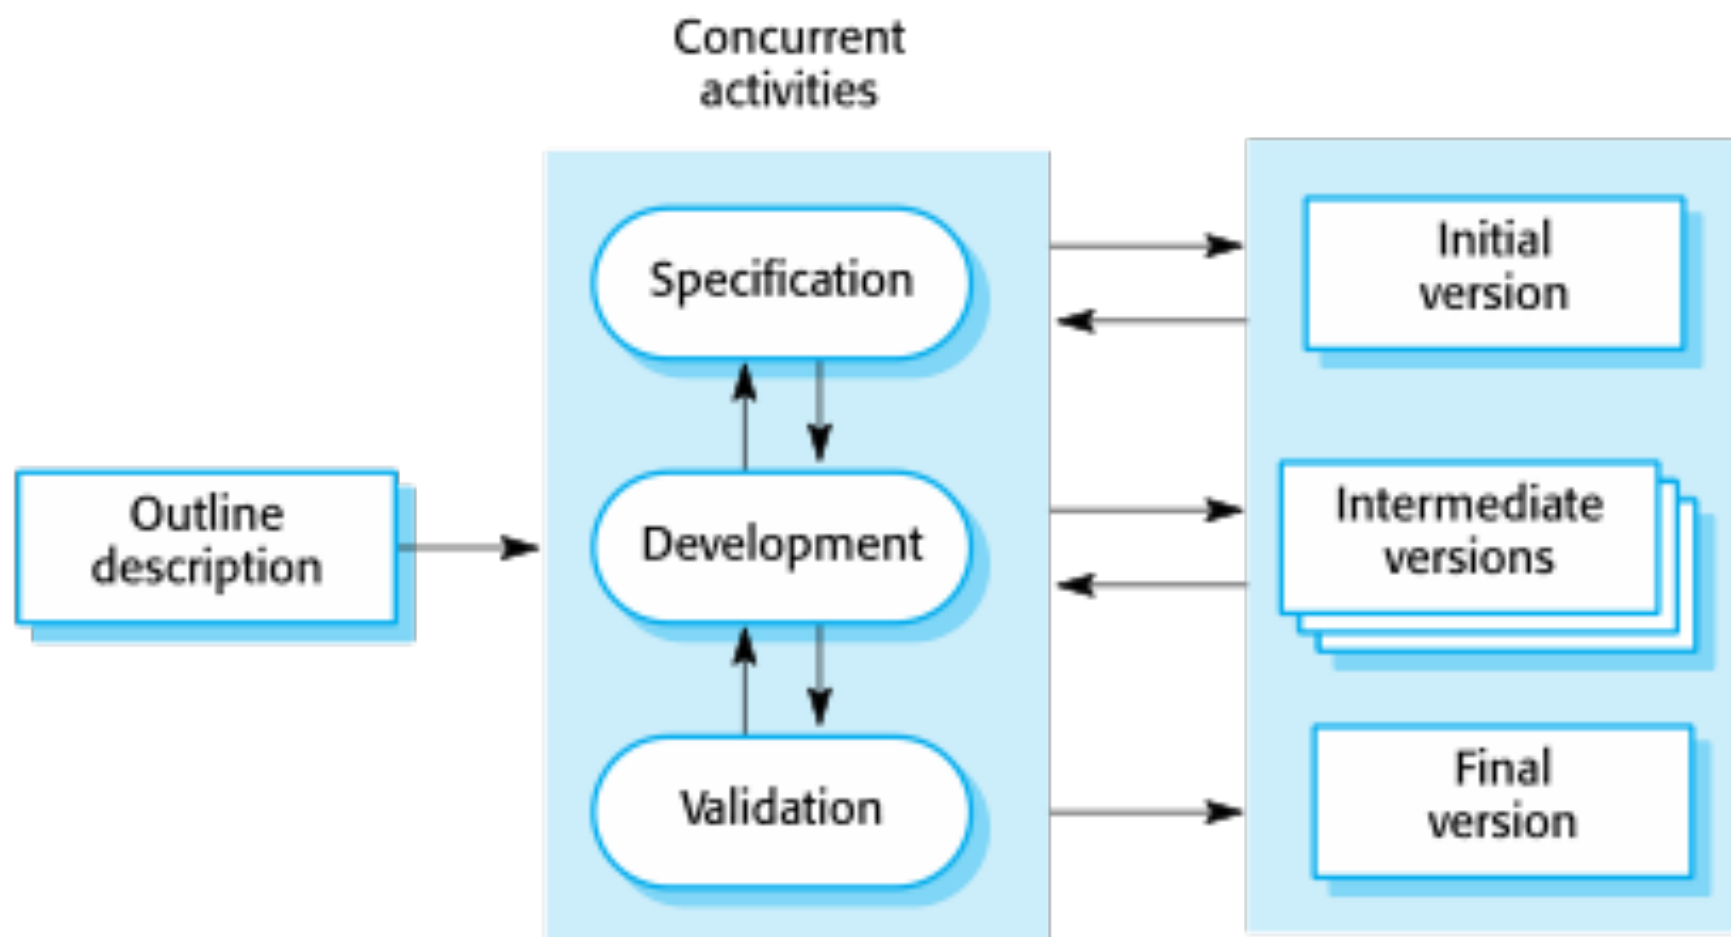 Concurrent
activities
Outline
description
Specification
Development
Validation
Initial
version
Intermediate
versions
Final
version